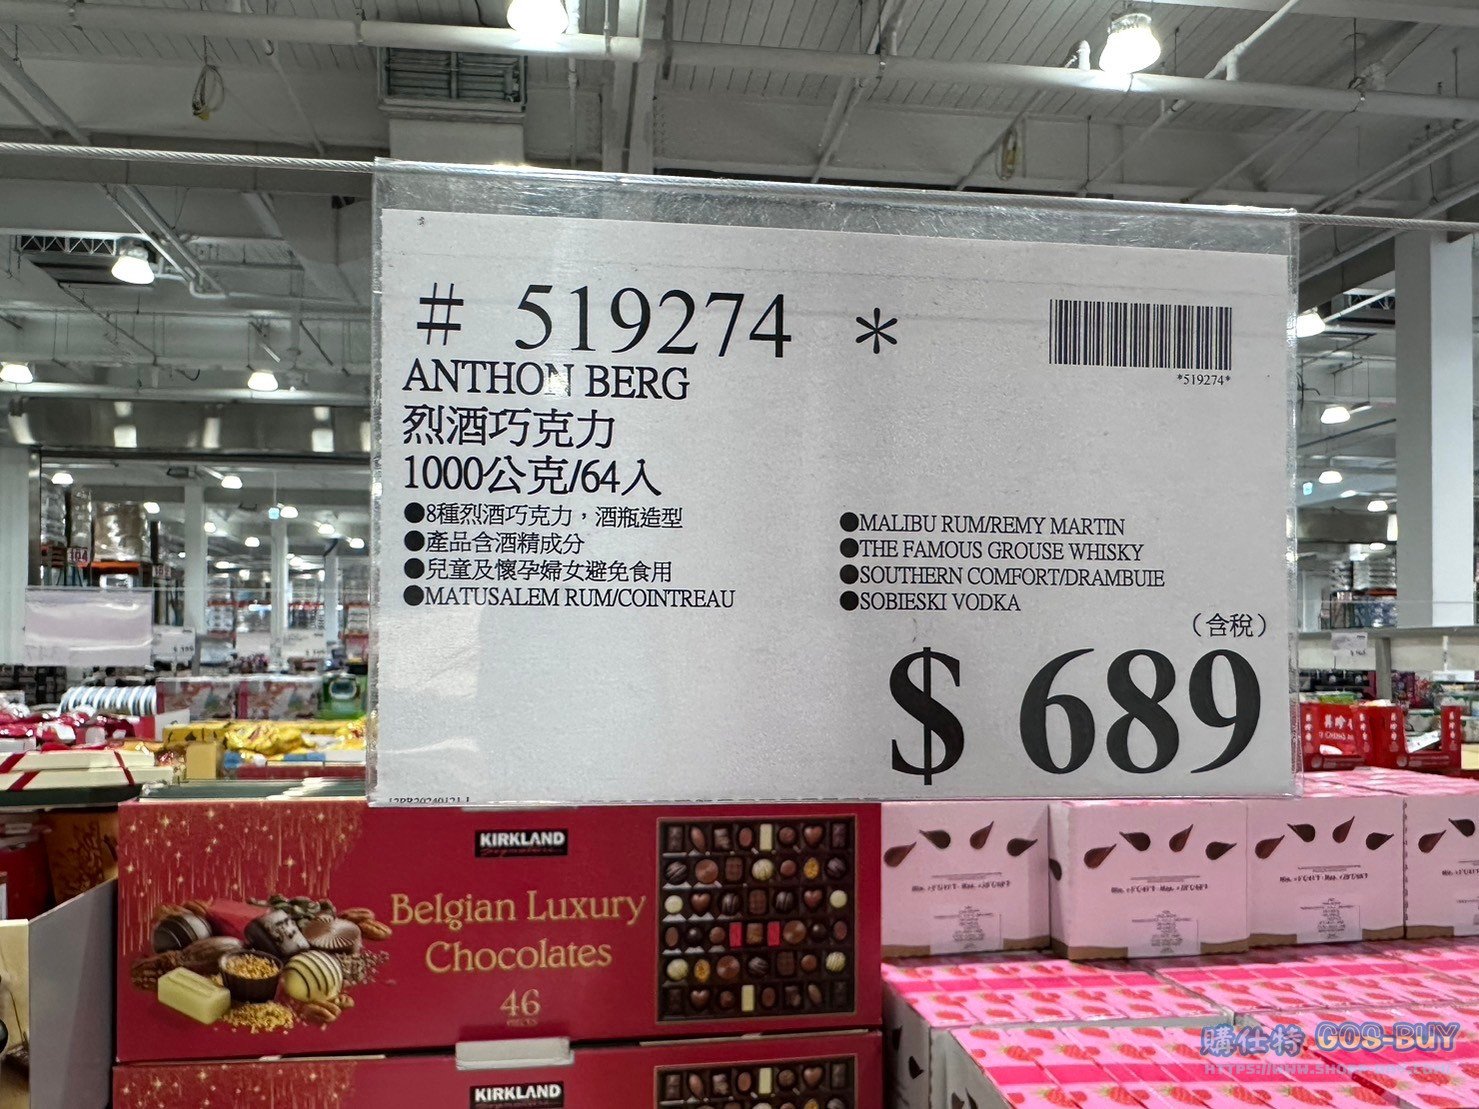 # 519274 *
*519274*
ANTHON BERG
烈酒巧克力
1000公克/64入
●8種烈酒巧克力，酒瓶造型
●產品含酒精成分
●兒童及懷孕婦女避免食用
●MATUSALEM RUM/COINTREAU
●MALIBU RUM/REMY MARTIN
●THE FAMOUS GROUSE WHISKY
●SOUTHERN COMFORT/DRAMBUIE
●SOBIESKI VODKA
（含稅）
$ 689
KIRKLAND
Signature
Belgian Luxury
Chocolates
46
PIECES
KIRKLAND
購仕特 GOS-BUY